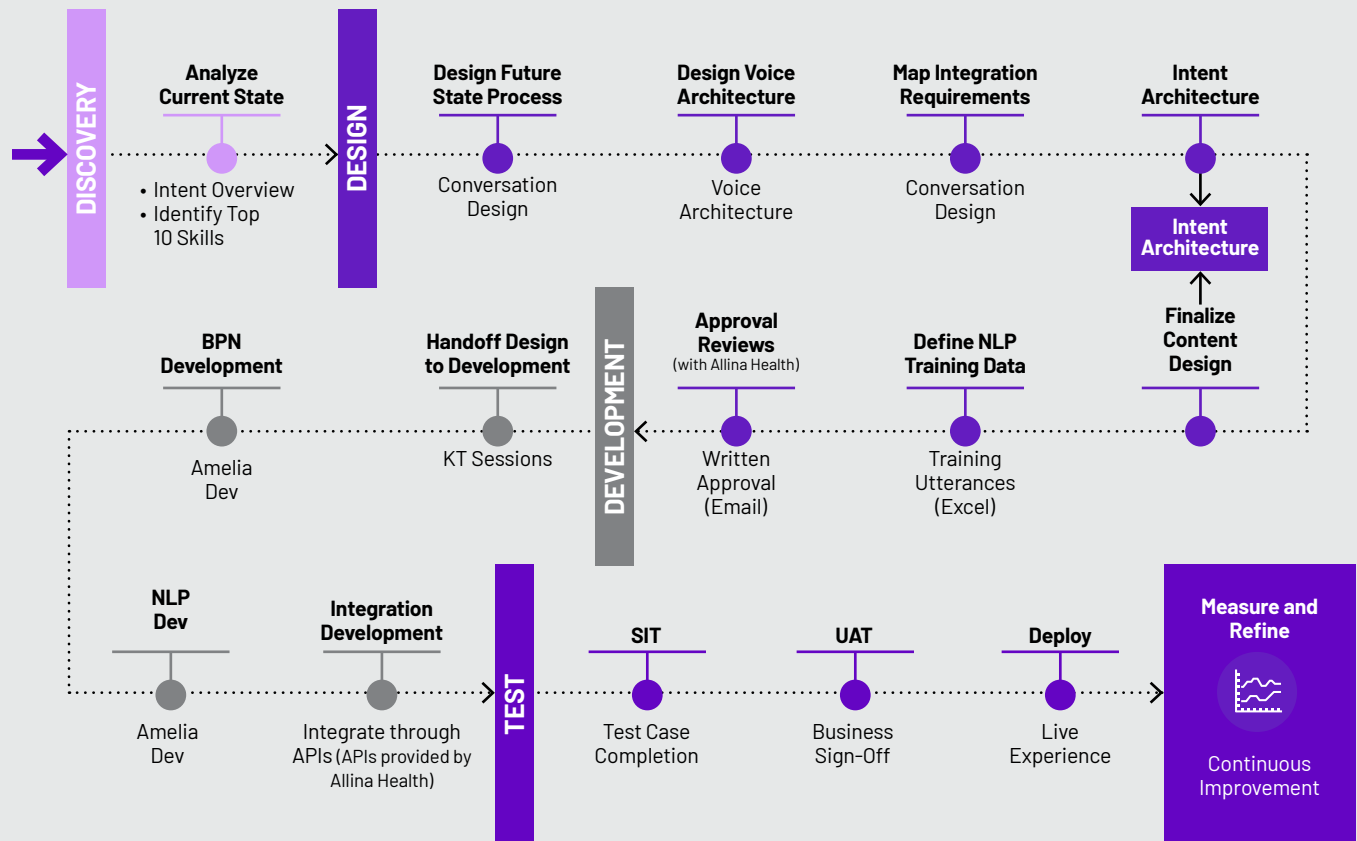 DISCOVERY
Analyze
Current State
• Intent Overview
• Identify Top
10 Skills
DESIGN
Design Future
State Process
Conversation
Design
Design Voice
Architecture
Voice
Architecture
Map Integration
Requirements
Conversation
Design
Intent
Architecture
Intent
Architecture
Finalize
Content
Design
Define NLP
Training Data
Training
Utterances
(Excel)
Approval
Reviews
(with Allina Health)
Written
Approval
(Email)
DEVELOPMENT
Handoff Design
to Development
KT Sessions
BPN
Development
Amelia
Dev
NLP
Dev
Amelia
Dev
Integration
Development
Integrate through
APIs (APIs provided by
Allina Health)
TEST
SIT
Test Case
Completion
UAT
Business
Sign-Off
Deploy
Live
Experience
Measure and
Refine
Continuous
Improvement